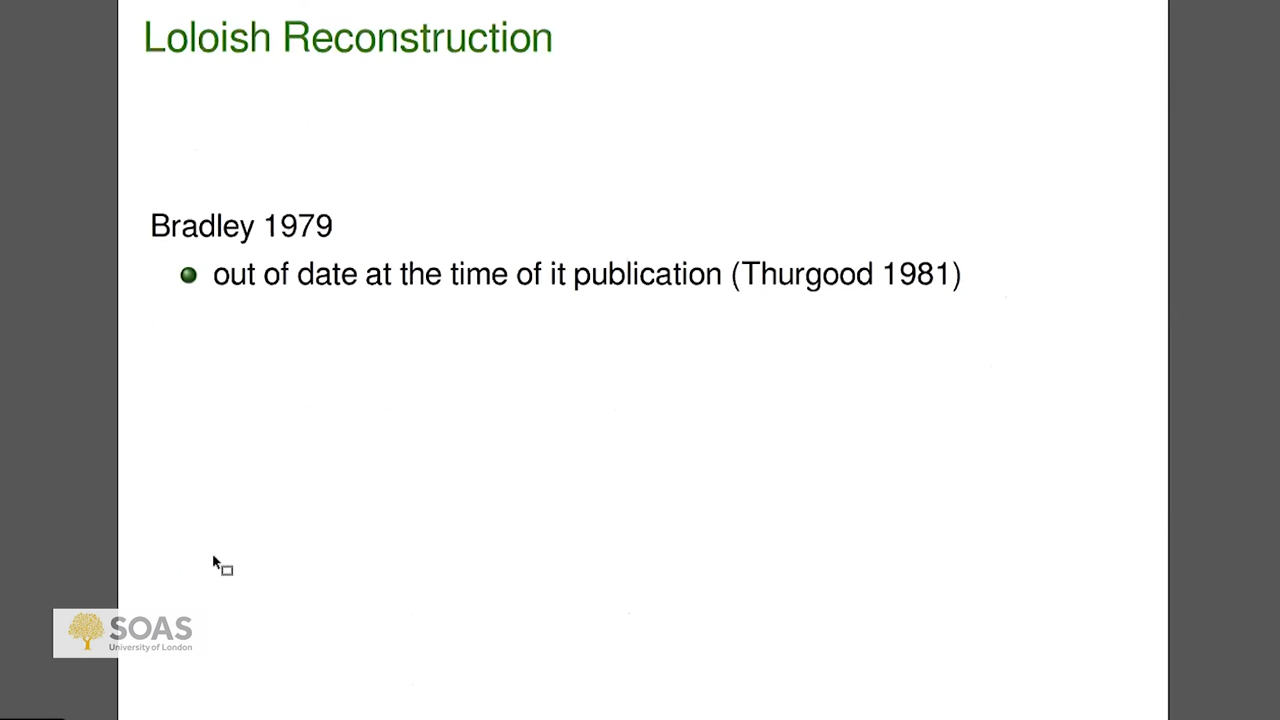 Loloish Reconstruction
Bradley 1979
out of date at the time of it publication (Thurgood 1981)
SOAS
University of London